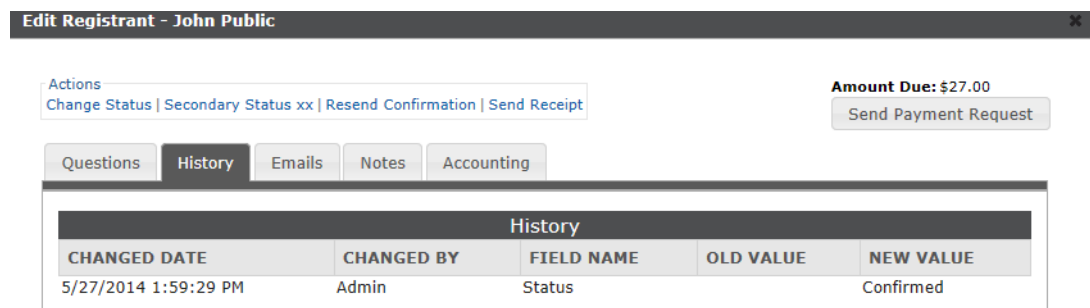 Edit Registrant - John Public
Actions
Change Status | Secondary Status xx | Resend Confirmation | Send Receipt
Amount Due: $27.00
Send Payment Request
Questions History Emails Notes Accounting
History
CHANGED DATE CHANGED BY FIELD NAME OLD VALUE NEW VALUE
5/27/2014 1:59:29 PM Admin Status Confirmed